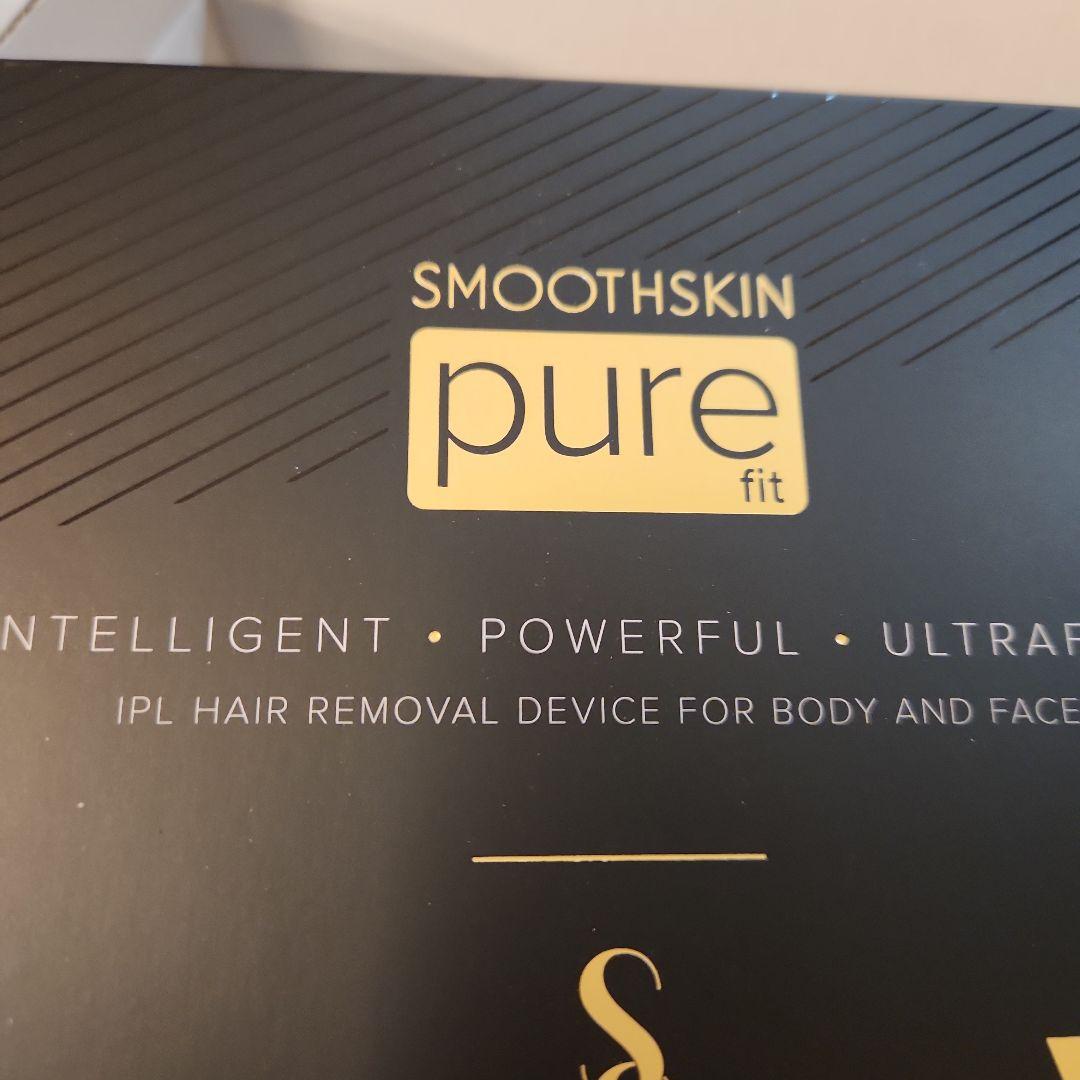 SMOOTHSKIN
pure
fit
NTELLIGENT • POWERFUL • ULTRAF
IPL HAIR REMOVAL DEVICE FOR BODY AND FACE
S